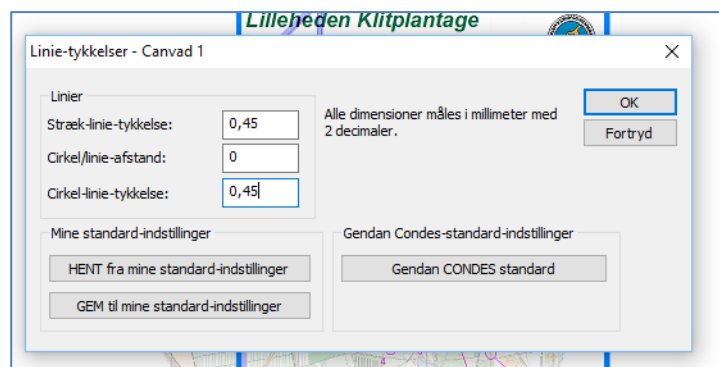 Lilleheden Klitplantage
Linie-tykkelser - Canvad 1
Linier
Stræk-linie-tykkelse:
0,45
Cirkel/linie-afstand:
0
Cirkel-linie-tykkelse:
0,45
Alle dimensioner måles i millimeter med
2 decimaler.
OK
Fortryd
Mine standard-indstillinger
HENT fra mine standard-indstillinger
GEM til mine standard-indstillinger
Gendan Condes-standard-indstillinger
Gendan CONDES standard